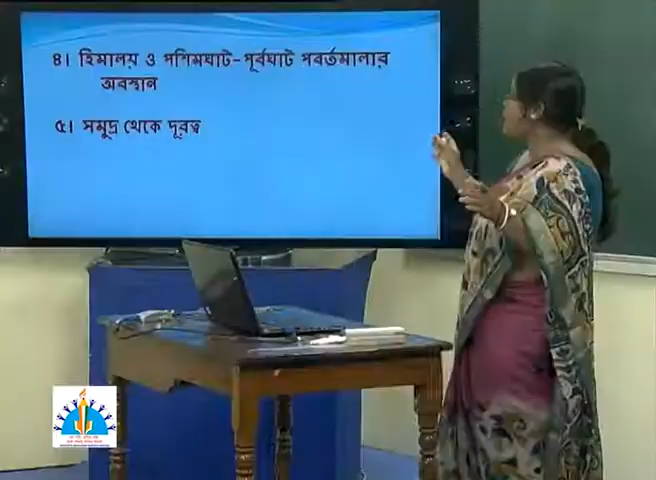 ৪। হিমালয় ও পশ্চিমঘাট-পূর্বঘাট পর্বতমালার
অবস্থান
৫। সমুদ্র থেকে দূরত্ব